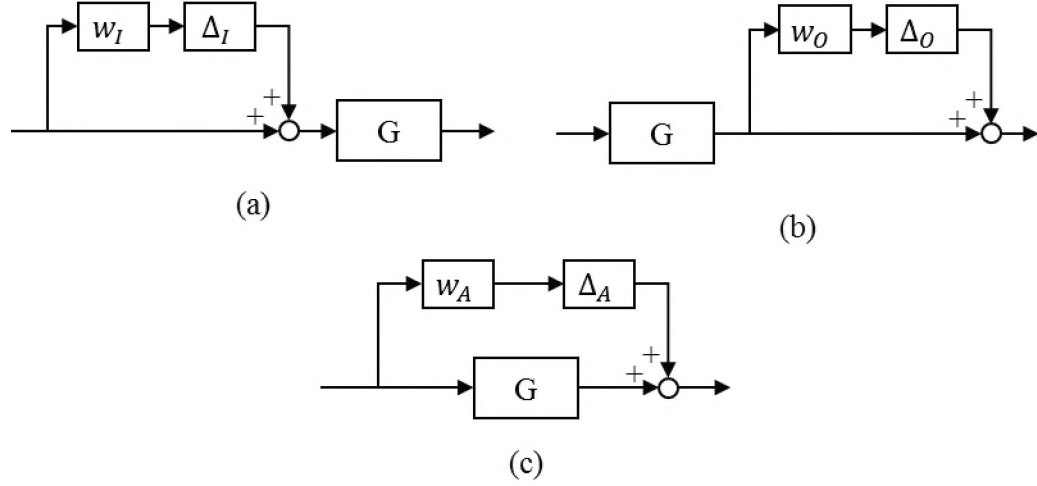 w_I Δ_I w_O Δ_O
+ +
+ G G +
(a) (b)
w_A Δ_A
+
G +
(c)